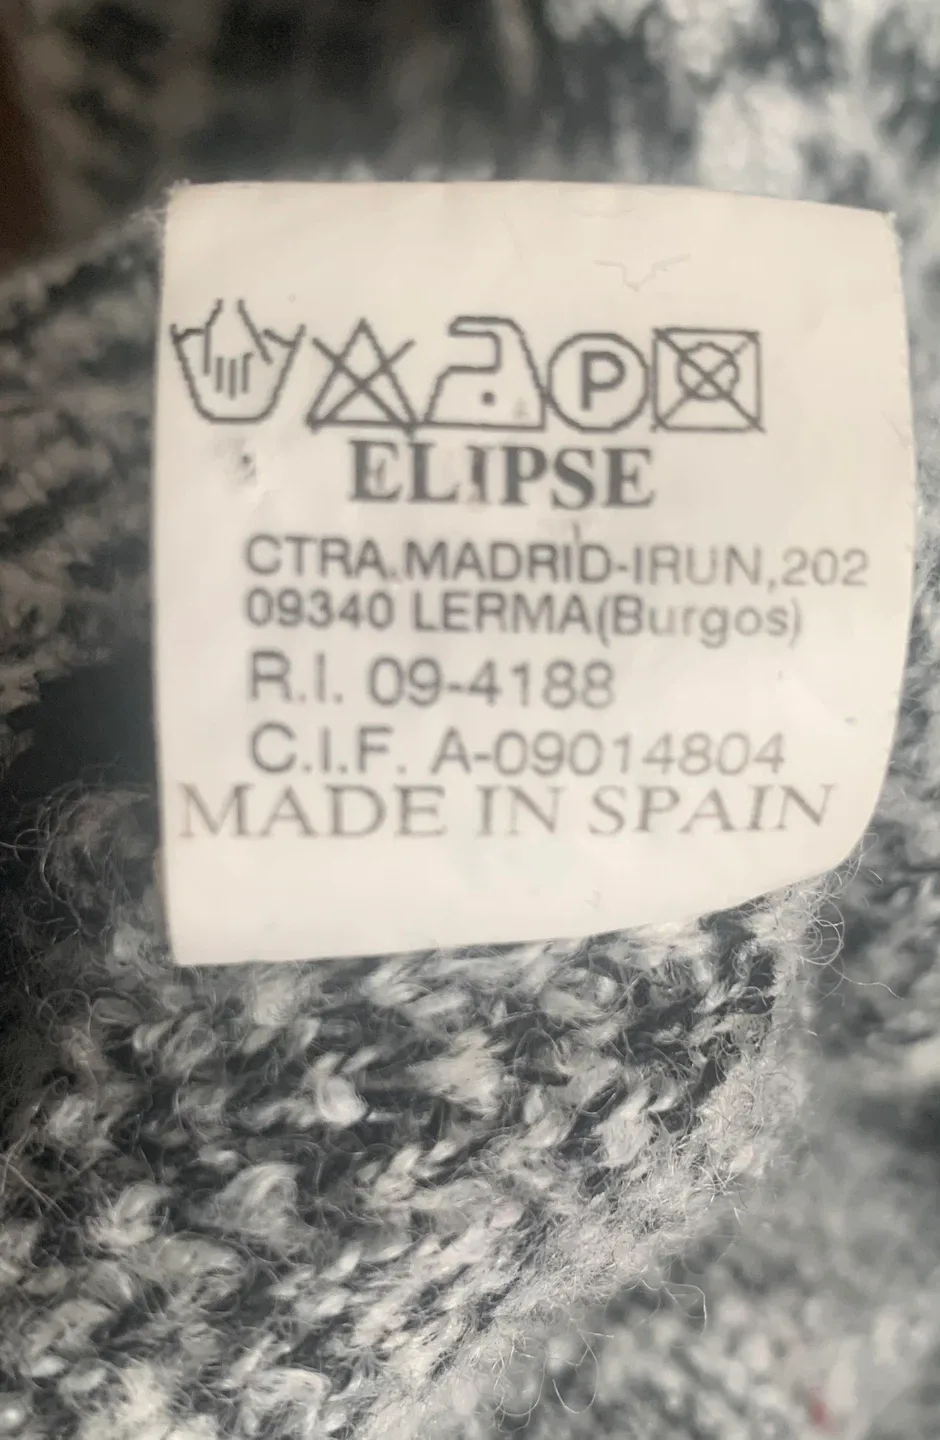 P
ELIPSE
CTRA.MADRID-IRUN,202
09340 LERMA(Burgos)
R.I. 09-4188
C.I.F. A-09014804
MADE IN SPAIN